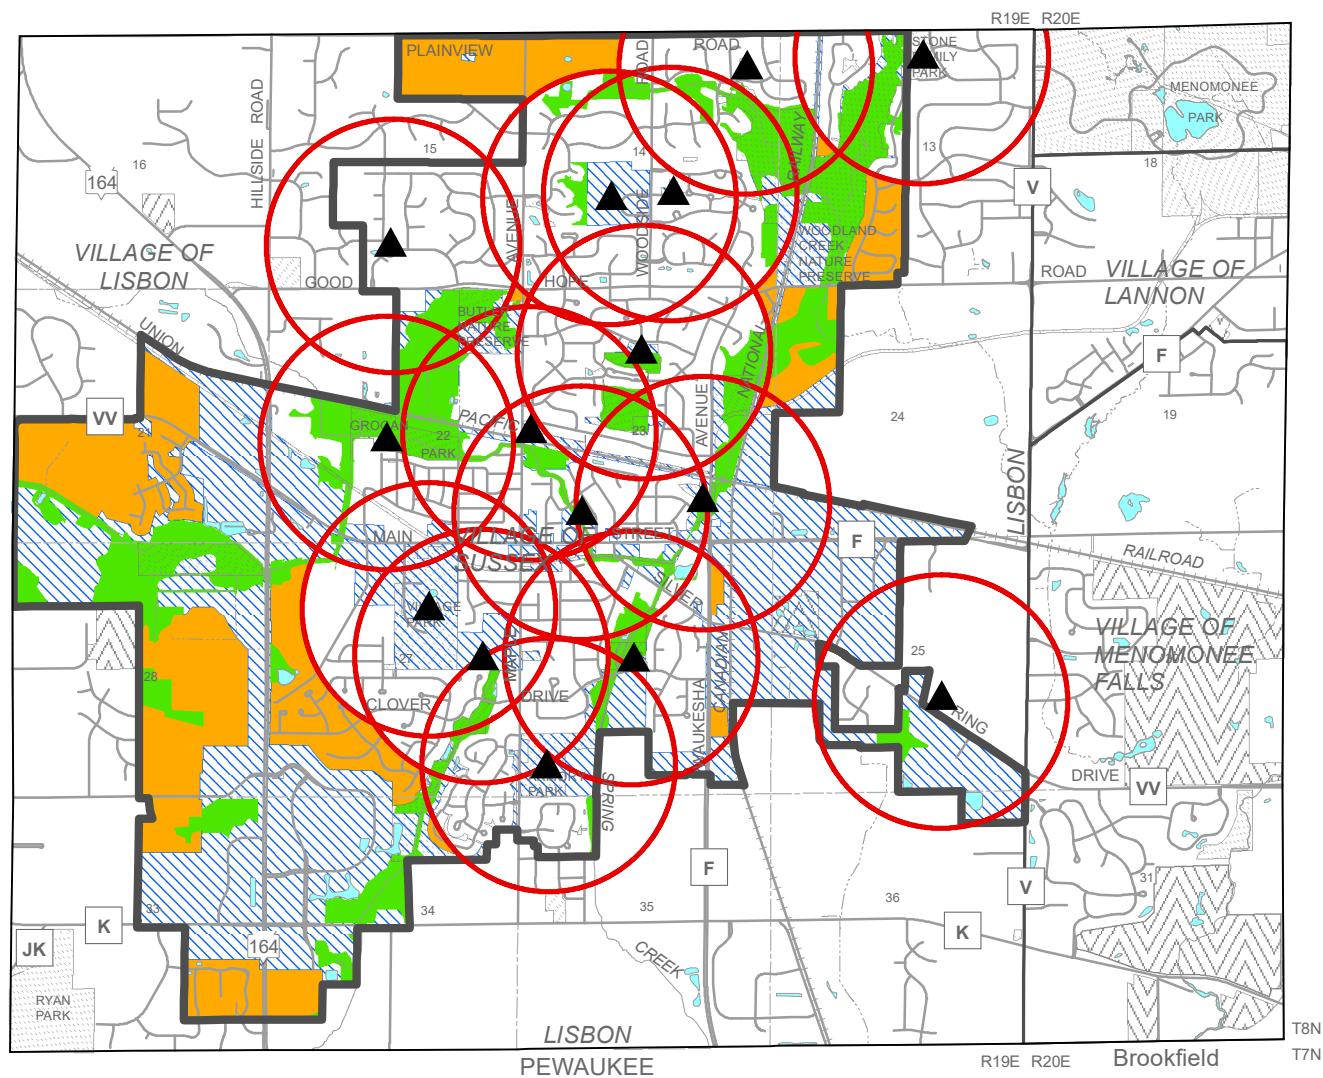 R19E R20E
PLAINVIEW
ROAD
ROAD
STONE
FAMILY
PARK
MENOMONEE
PARK
HILLSIDE ROAD
RAILWAY
16
15
14
13
18
164
V
AVENUE
WOODSIDE
WOODLAND
CREEK
NATURE
PRESERVE
VILLAGE OF
LISBON
GOOD
HOPE
ROAD
VILLAGE OF
LANNON
UNION
BUTLER
NATURE
PRESERVE
NATIONAL
F
VV
21
GROGAN
22
PARK
PACIFIC
23
AVENUE
24
19
LISBON
MAIN
VILLAGE OF
SUSSEX
STREET
F
RAILROAD
SILVER
VILLAGE
PARK
27
MAPLE
28
CLOVER
DRIVE
WAUKESHA
CANADIAN
25
SPRING
VILLAGE OF
MENOMONEE
FALLS
ARMORY
PARK
SPRING
DRIVE
VV
F
V
31
33
34
35
36
K
164
K
JK
CREEK
RYAN
PARK
LISBON
PEWAUKEE
R19E R20E
Brookfield
T8N
T7N